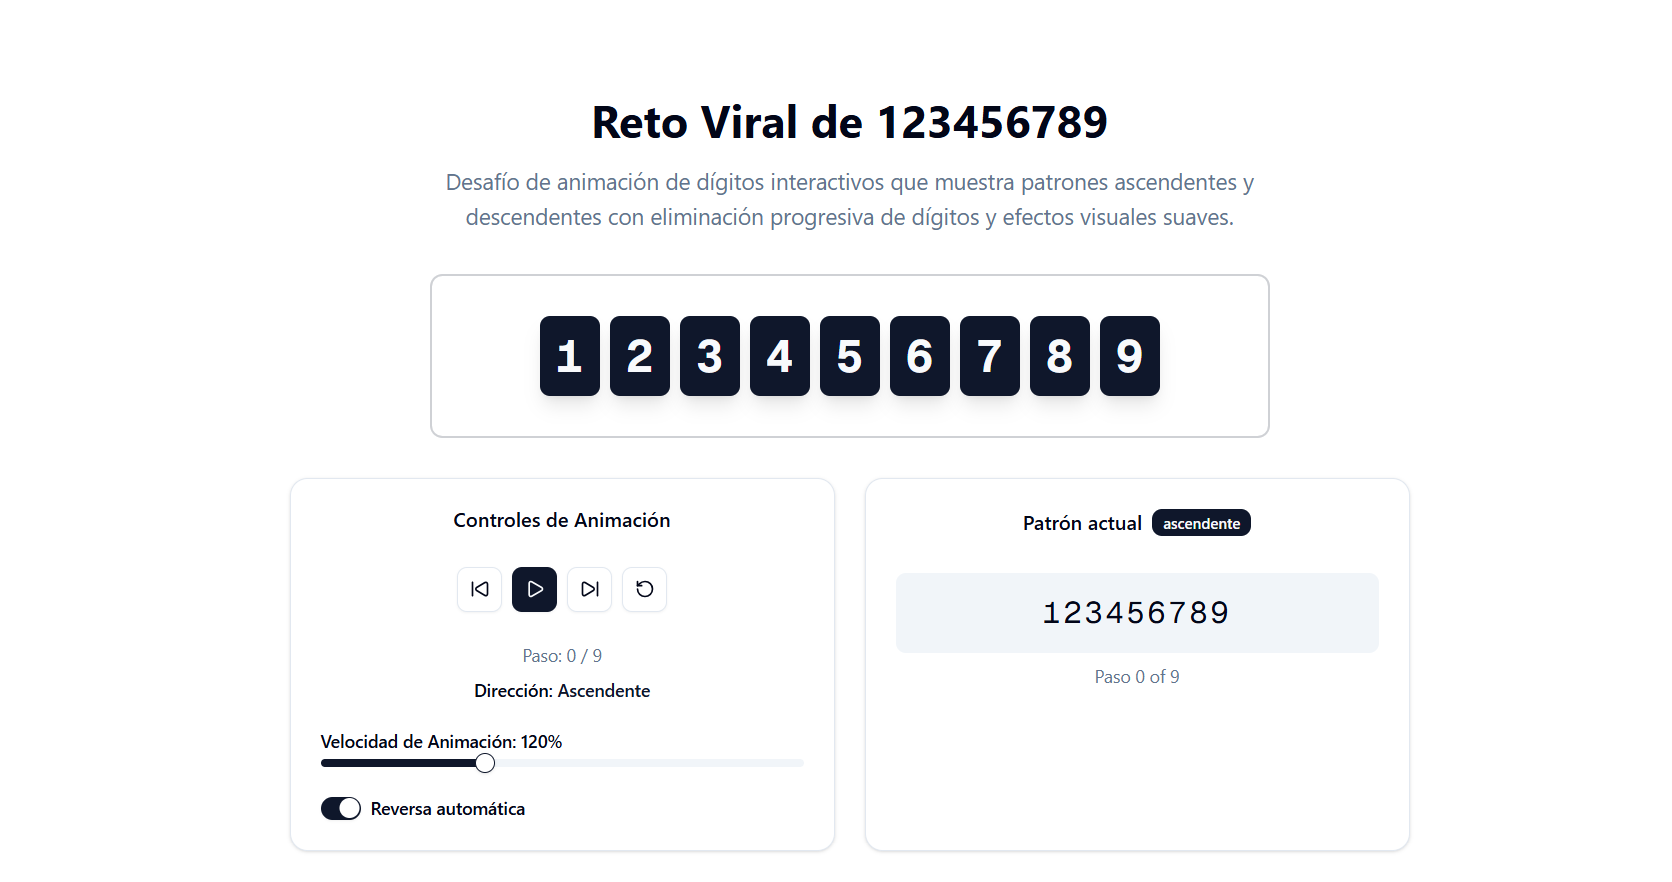 Reto Viral de 123456789
Desafío de animación de dígitos interactivos que muestra patrones ascendentes y
descendentes con eliminación progresiva de dígitos y efectos visuales suaves.
1 2 3 4 5 6 7 8 9
Controles de Animación
Paso: 0 / 9
Dirección: Ascendente
Velocidad de Animación: 120%
Reversa automática
Patrón actual ascendente
123456789
Paso 0 of 9